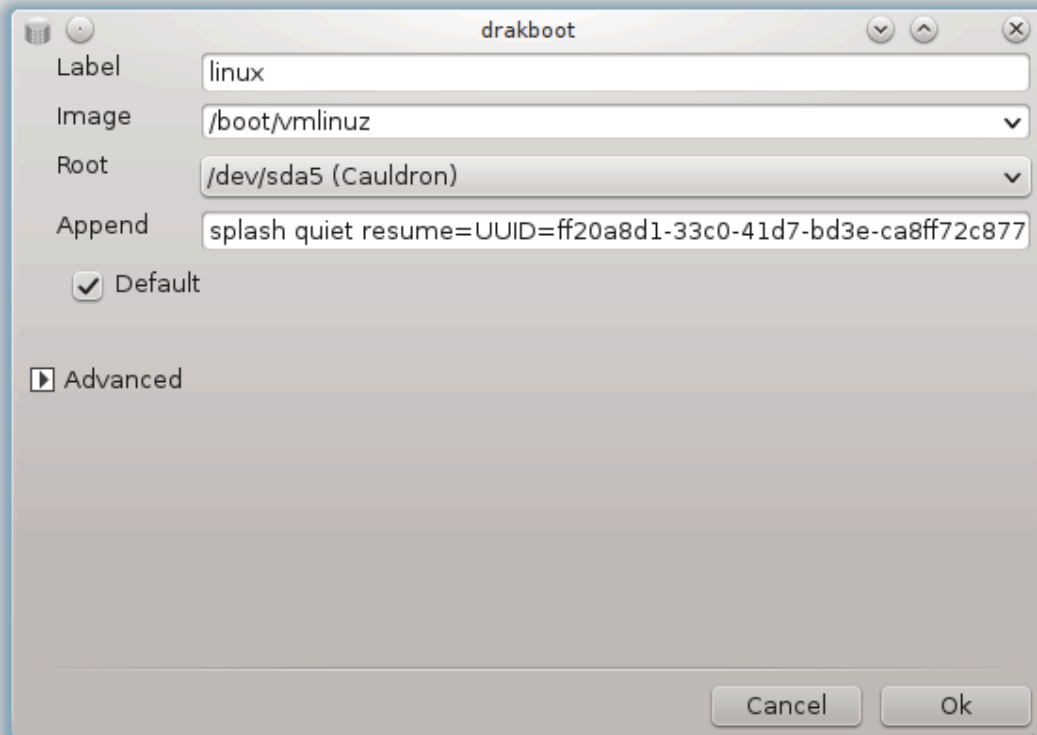 drakboot
Label linux
Image /boot/vmlinuz
Root /dev/sda5 (Cauldron)
Append splash quiet resume=UUID=ff20a8d1-33c0-41d7-bd3e-ca8ff72c877
Default
Advanced
Cancel Ok